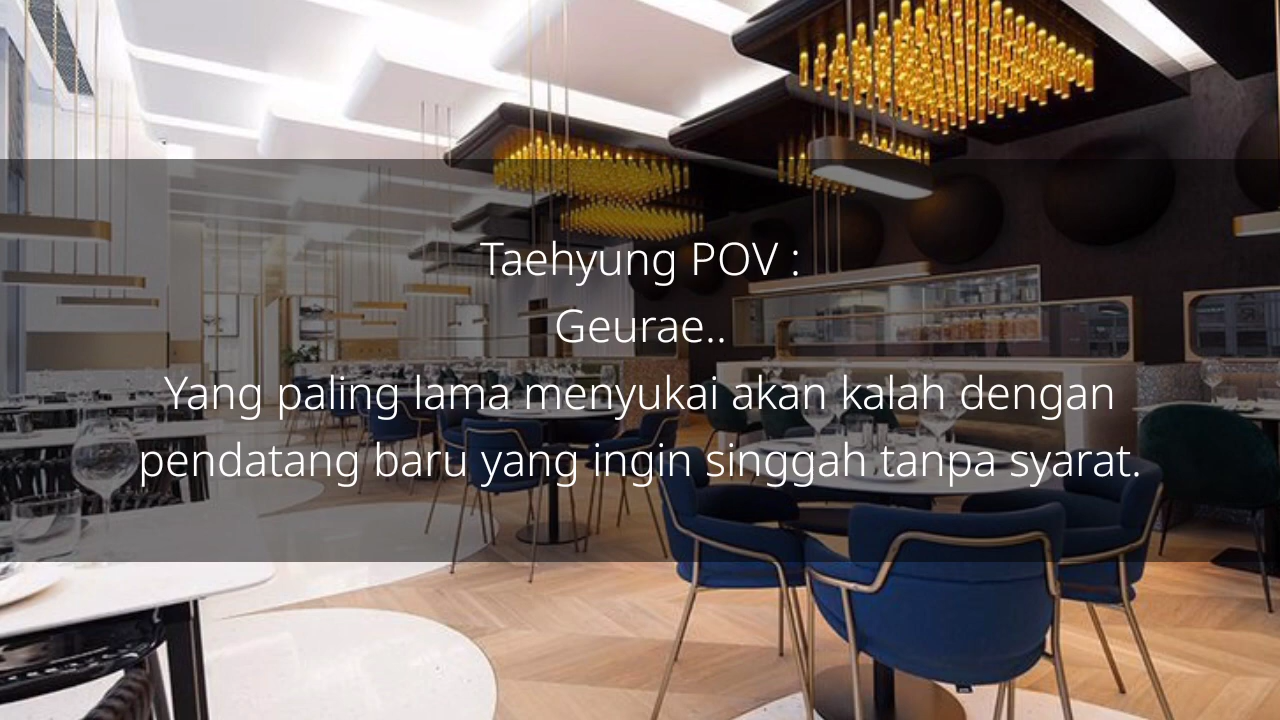 Taehyung POV :
Geurae..
Yang paling lama menyukai akan kalah dengan
pendatang baru yang ingin singgah tanpa syarat.